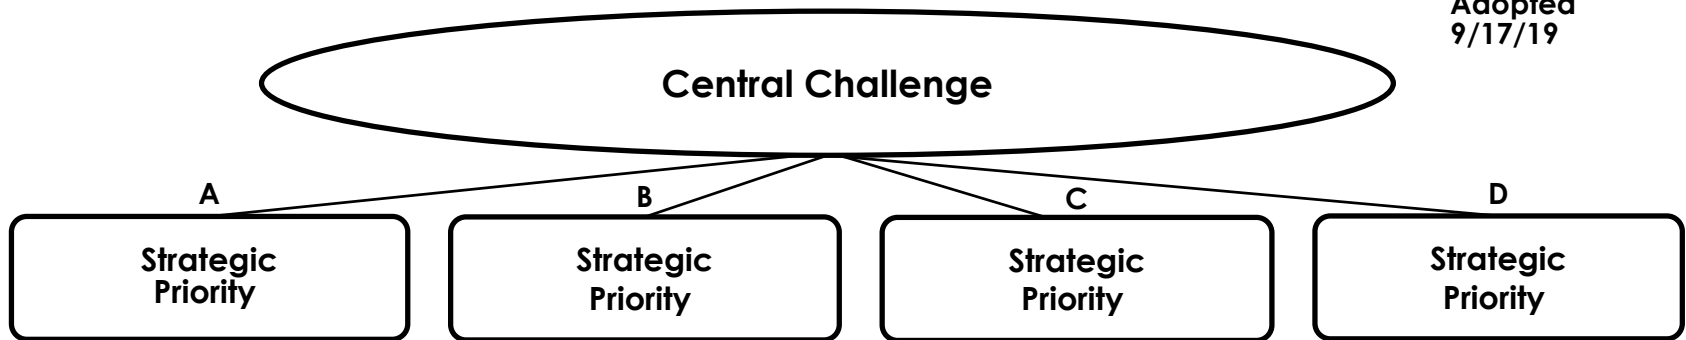 Adopted
9/17/19
Central Challenge
A
B
C
D
Strategic
Priority
Strategic
Priority
Strategic
Priority
Strategic
Priority